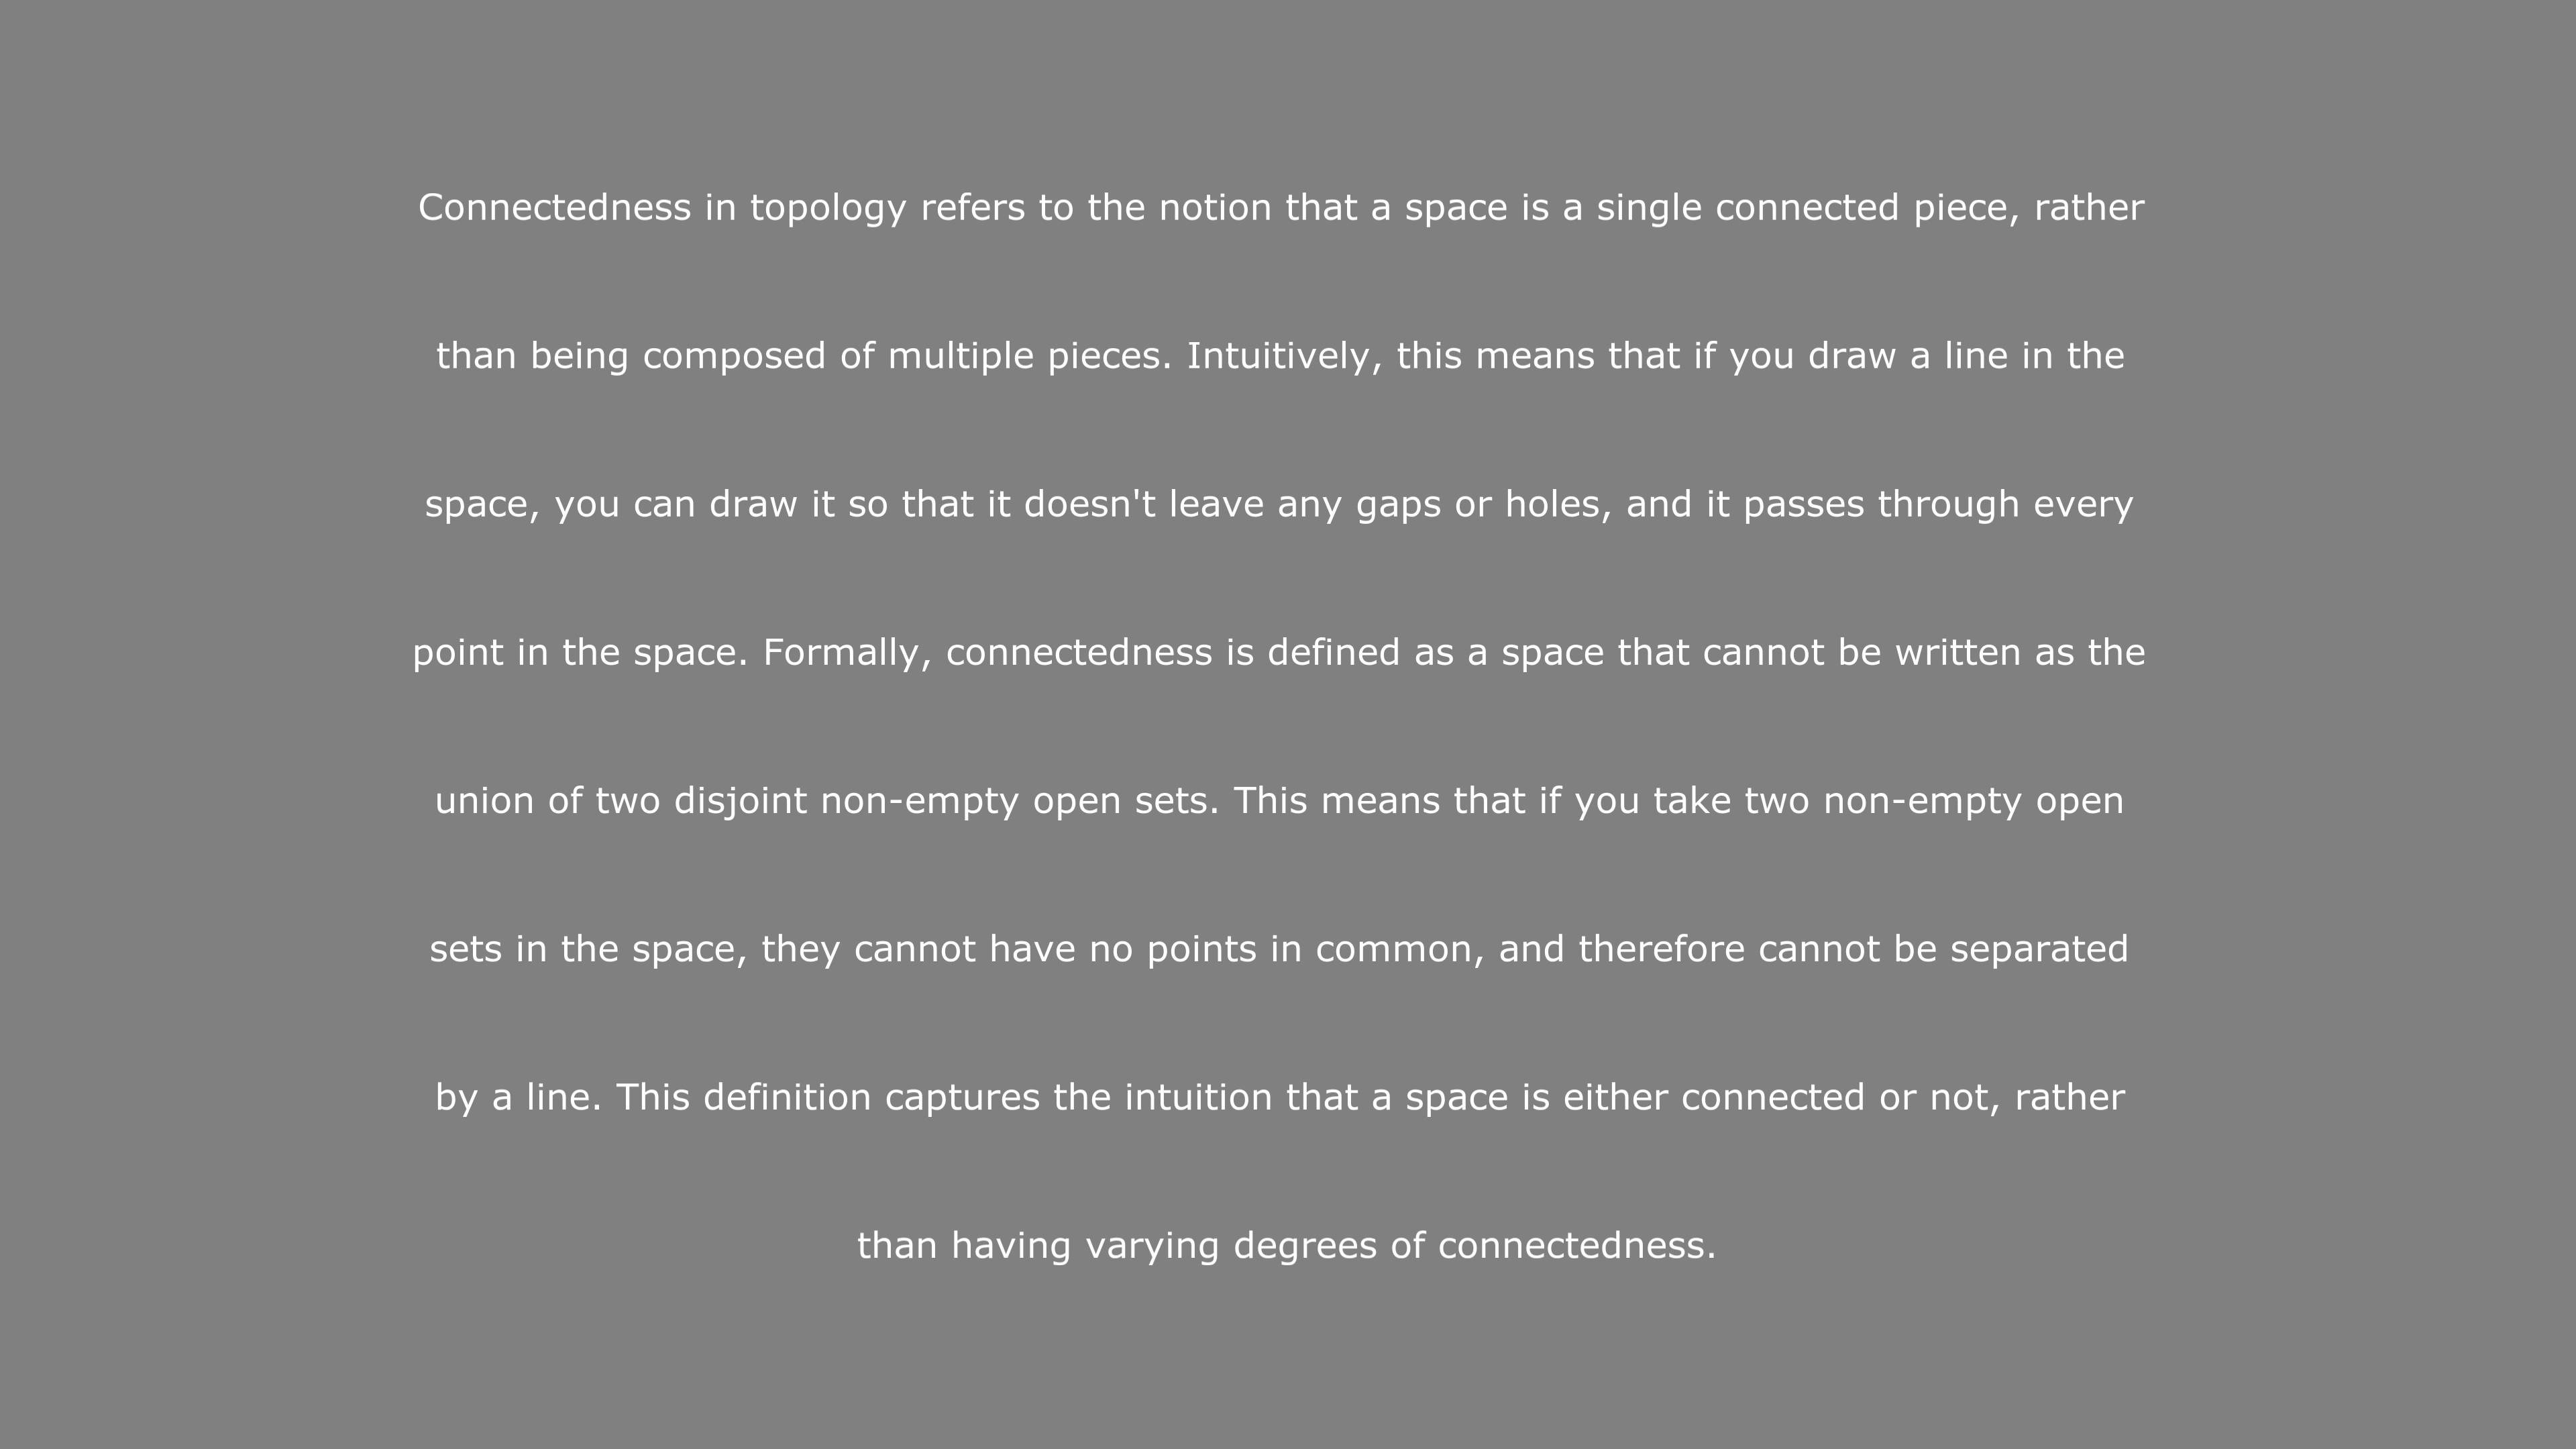 Connectedness in topology refers to the notion that a space is a single connected piece, rather
than being composed of multiple pieces. Intuitively, this means that if you draw a line in the
space, you can draw it so that it doesn't leave any gaps or holes, and it passes through every
point in the space. Formally, connectedness is defined as a space that cannot be written as the
union of two disjoint non-empty open sets. This means that if you take two non-empty open
sets in the space, they cannot have no points in common, and therefore cannot be separated
by a line. This definition captures the intuition that a space is either connected or not, rather
than having varying degrees of connectedness.